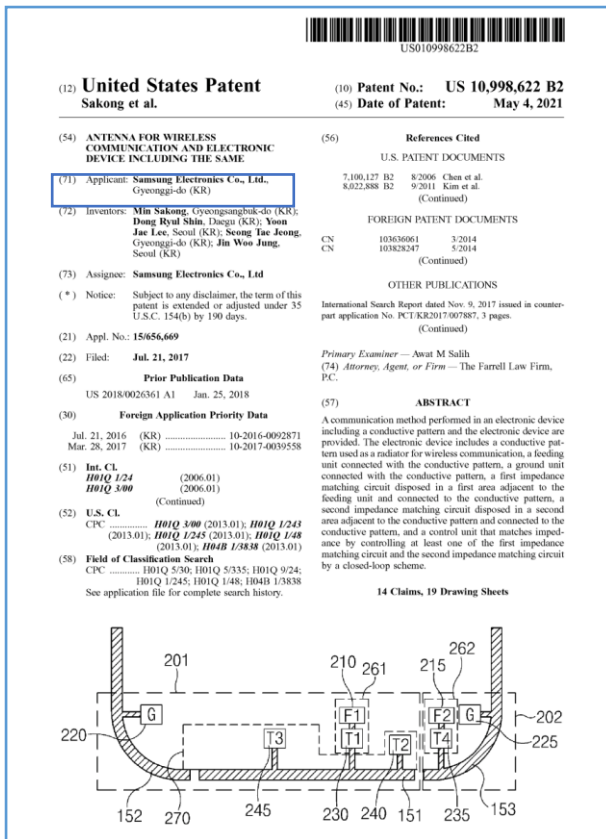 US010998622B2
(12) United States Patent
Sakong et al.
(10) Patent No.: US 10,998,622 B2
(45) Date of Patent: May 4, 2021
(54) ANTENNA FOR WIRELESS
COMMUNICATION AND ELECTRONIC
DEVICE INCLUDING THE SAME
(71) Applicant: Samsung Electronics Co., Ltd.,
Gyeonggi-do (KR)
(72) Inventors: Min Sakong, Gyeongsangbuk-do (KR);
Dong Ryul Shin, Daegu (KR); Yoon
Jae Lee, Seoul (KR); Seong Tae Jeong,
Gyeonggi-do (KR); Jin Woo Jung,
Seoul (KR)
(73) Assignee: Samsung Electronics Co., Ltd
( * ) Notice: Subject to any disclaimer, the term of this
patent is extended or adjusted under 35
U.S.C. 154(b) by 190 days.
(21) Appl. No.: 15/656,669
(22) Filed: Jul. 21, 2017
(65) Prior Publication Data
US 2018/0026361 A1 Jan. 25, 2018
(30) Foreign Application Priority Data
Jul. 21, 2016 (KR) ........................ 10-2016-0092871
Mar. 28, 2017 (KR) ........................ 10-2017-0039558
(51) Int. Cl.
H01Q 1/24 (2006.01)
H01Q 3/00 (2006.01)
(Continued)
(52) U.S. Cl.
CPC ............... H01Q 3/00 (2013.01); H01Q 1/243
(2013.01); H01Q 1/245 (2013.01); H01Q 1/48
(2013.01); H04B 1/3838 (2013.01)
(58) Field of Classification Search
CPC ............ H01Q 5/30; H01Q 5/335; H01Q 9/24;
H01Q 1/245; H01Q 1/48; H04B 1/3838
See application file for complete search history.
(56) References Cited
U.S. PATENT DOCUMENTS
7,100,127 B2 8/2006 Chen et al.
8,022,888 B2 9/2011 Kim et al.
(Continued)
FOREIGN PATENT DOCUMENTS
CN 103636061 3/2014
CN 103828247 5/2014
(Continued)
OTHER PUBLICATIONS
International Search Report dated Nov. 9, 2017 issued in counter-
part application No. PCT/KR2017/007887, 3 pages.
(Continued)
Primary Examiner — Awat M Salih
(74) Attorney, Agent, or Firm — The Farrell Law Firm,
P.C.
(57) ABSTRACT
A communication method performed in an electronic device
including a conductive pattern and the electronic device are
provided. The electronic device includes a conductive pat-
tern used as a radiator for wireless communication, a feeding
unit connected with the conductive pattern, a ground unit
connected with the conductive pattern, a first impedance
matching circuit disposed in a first area adjacent to the
feeding unit and connected to the conductive pattern, a
second impedance matching circuit disposed in a second
area adjacent to the conductive pattern and connected to the
conductive pattern, and a control unit that matches imped-
ance by controlling at least one of the first impedance
matching circuit and the second impedance matching circuit
by a closed-loop scheme.
14 Claims, 19 Drawing Sheets
201 210 261 215 262
G F1 F2 G 202
220 T3 T1 T2 T4 225
152 270 245 230 240 151 235 153